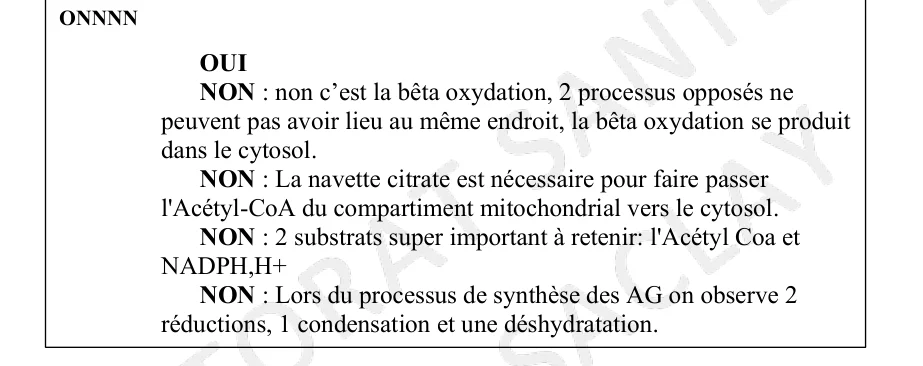 ONNNN
OUI
NON : non c’est la bêta oxydation, 2 processus opposés ne
peuvent pas avoir lieu au même endroit, la bêta oxydation se produit
dans le cytosol.
NON : La navette citrate est nécessaire pour faire passer
l'Acétyl-CoA du compartiment mitochondrial vers le cytosol.
NON : 2 substrats super important à retenir: l'Acétyl Coa et
NADPH,H+
NON : Lors du processus de synthèse des AG on observe 2
réductions, 1 condensation et une déshydratation.
TORAT SANTE
SACLAY